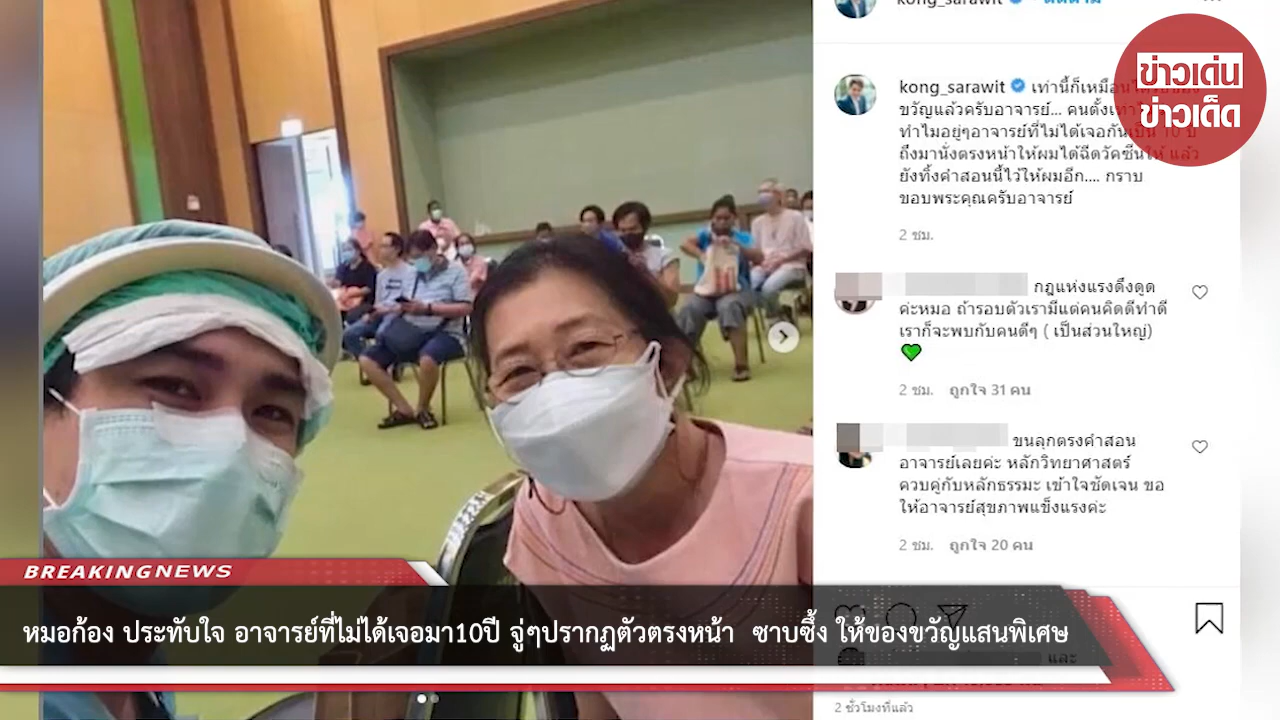 kong_sarawit ติดตาม
ข่าวเด่น
ข่าวเด็ด
kong_sarawit เท่านี้ก็เหมือน
ขวัญแล้วครับอาจารย์... คนตั้งเท่า
ทำไมอยู่ๆอาจารย์ที่ไม่ได้เจอกันเป็น 10 ปี
ถึงมานั่งตรงหน้าให้ผมได้ฉีดวัคซีนให้ แล้ว
ยังทิ้งคำสอนนี้ไว้ให้ผมอีก.... กราบ
ขอบพระคุณครับอาจารย์
2 ชม.
กฎแห่งแรงดึงดูด
ค่ะหมอ ถ้ารอบตัวเรามีแต่คนคิดดีทำดี
เราก็จะพบกับคนดีๆ ( เป็นส่วนใหญ่)
2 ชม. ถูกใจ 31 คน
ขนลุกตรงคำสอน
อาจารย์เลยค่ะ หลักวิทยาศาสตร์
ควบคู่กับหลักธรรมะ เข้าใจชัดเจน ขอ
ให้อาจารย์สุขภาพแข็งแรงค่ะ
2 ชม. ถูกใจ 20 คน
BREAKINGNEWS
หมอก้อง ประทับใจ อาจารย์ที่ไม่ได้เจอมา10ปี จู่ๆปรากฏตัวตรงหน้า ซาบซึ้ง ให้ของขวัญแสนพิเศษ
และ
2 ชั่วโมงที่แล้ว